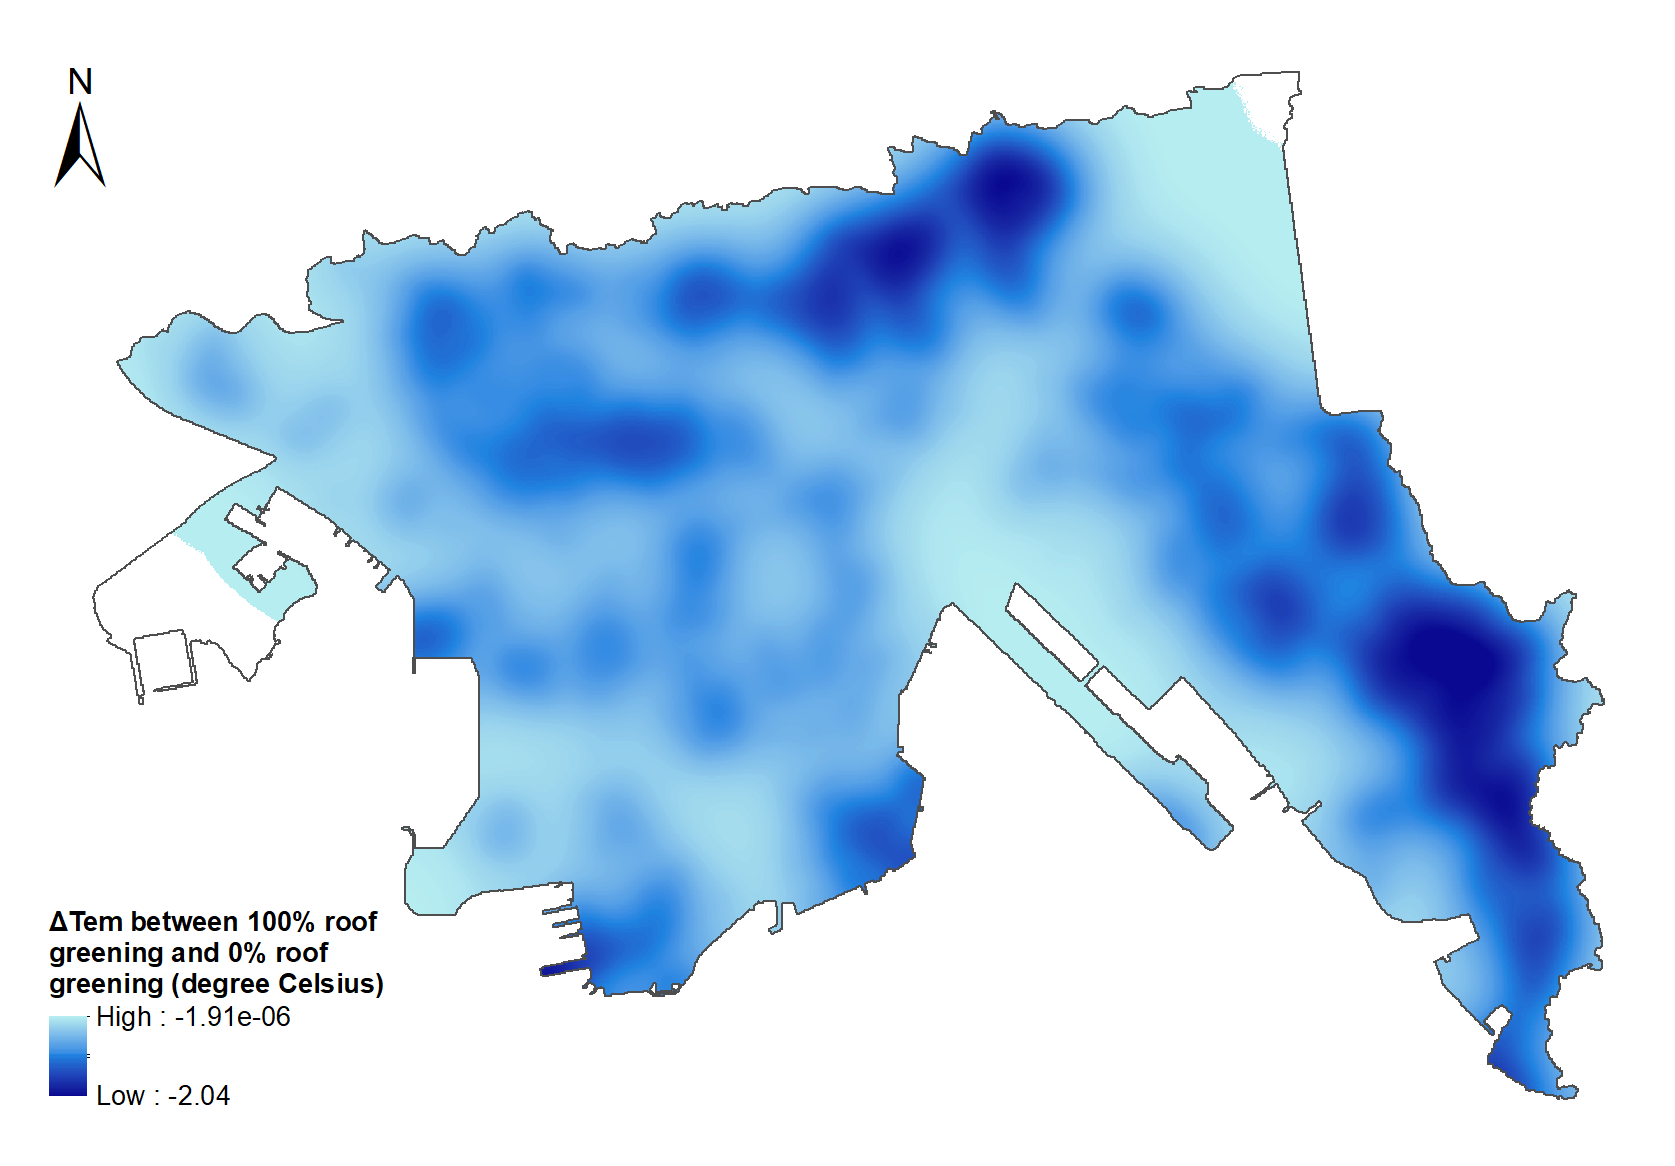 N
ΔTem between 100% roof
greening and 0% roof
greening (degree Celsius)
High : -1.91e-06
Low : -2.04